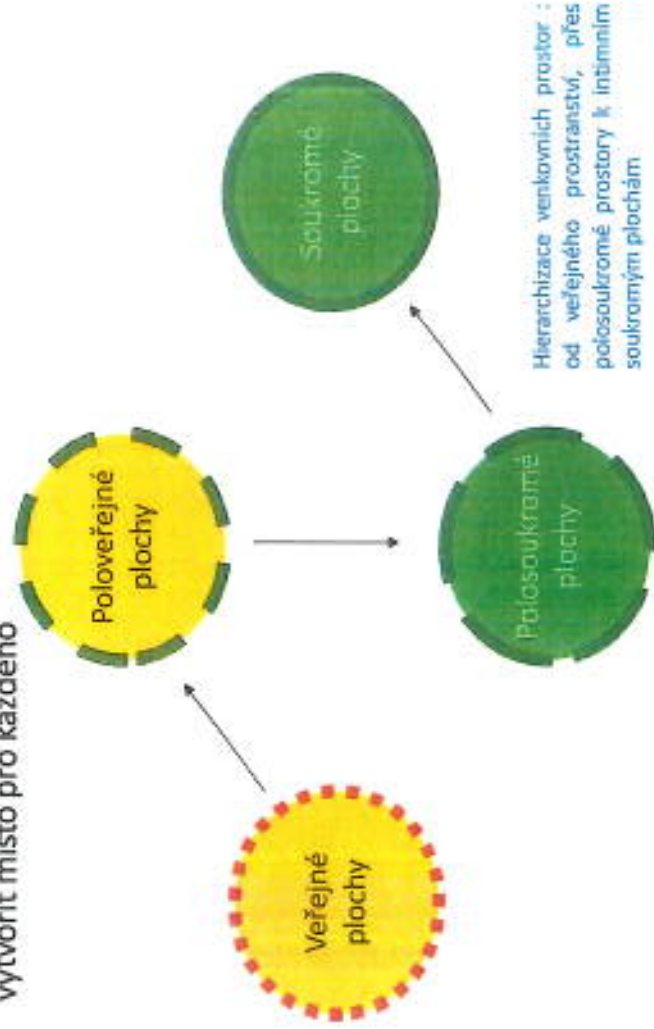 vytvořit místo pro každého
Veřejné
plochy
Poloveřejné
plochy
Polosoukromé
plochy
Soukromé
plochy
Hierarchizace venkovních prostor :
od veřejného prostranství, přes
polosoukromé prostory k intimním
soukromým plochám